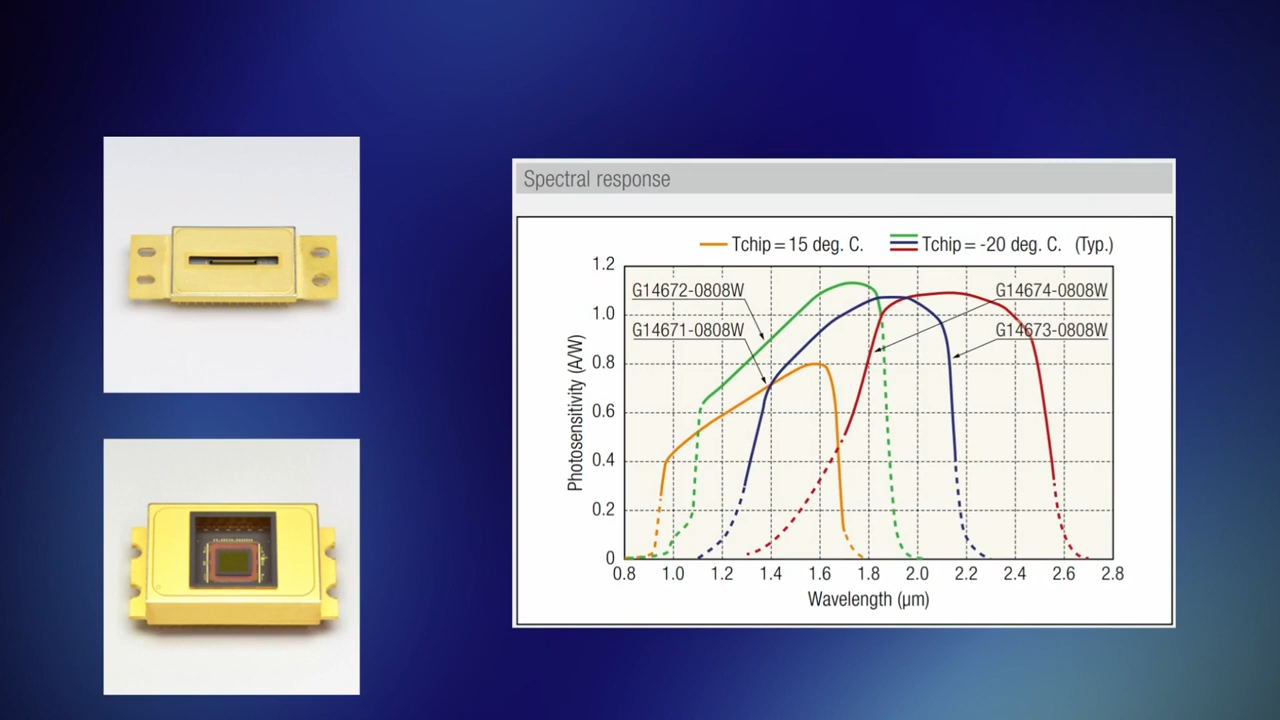 Spectral response
Tchip = 15 deg. C. Tchip = -20 deg. C. (Typ.)
1.2
G14672-0808W G14674-0808W
1.0
G14671-0808W G14673-0808W
0.8
0.6
0.4
0.2
0
Photosensitivity (A/W)
0.8 1.0 1.2 1.4 1.6 1.8 2.0 2.2 2.4 2.6 2.8
Wavelength (µm)